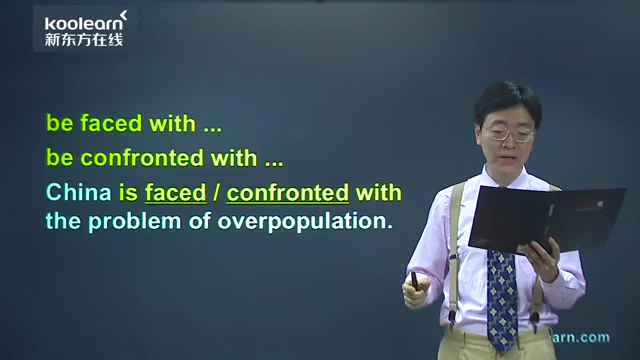 koolearn
新东方在线
be faced with ...
be confronted with ...
China is faced / confronted with
the problem of overpopulation.
arn.com